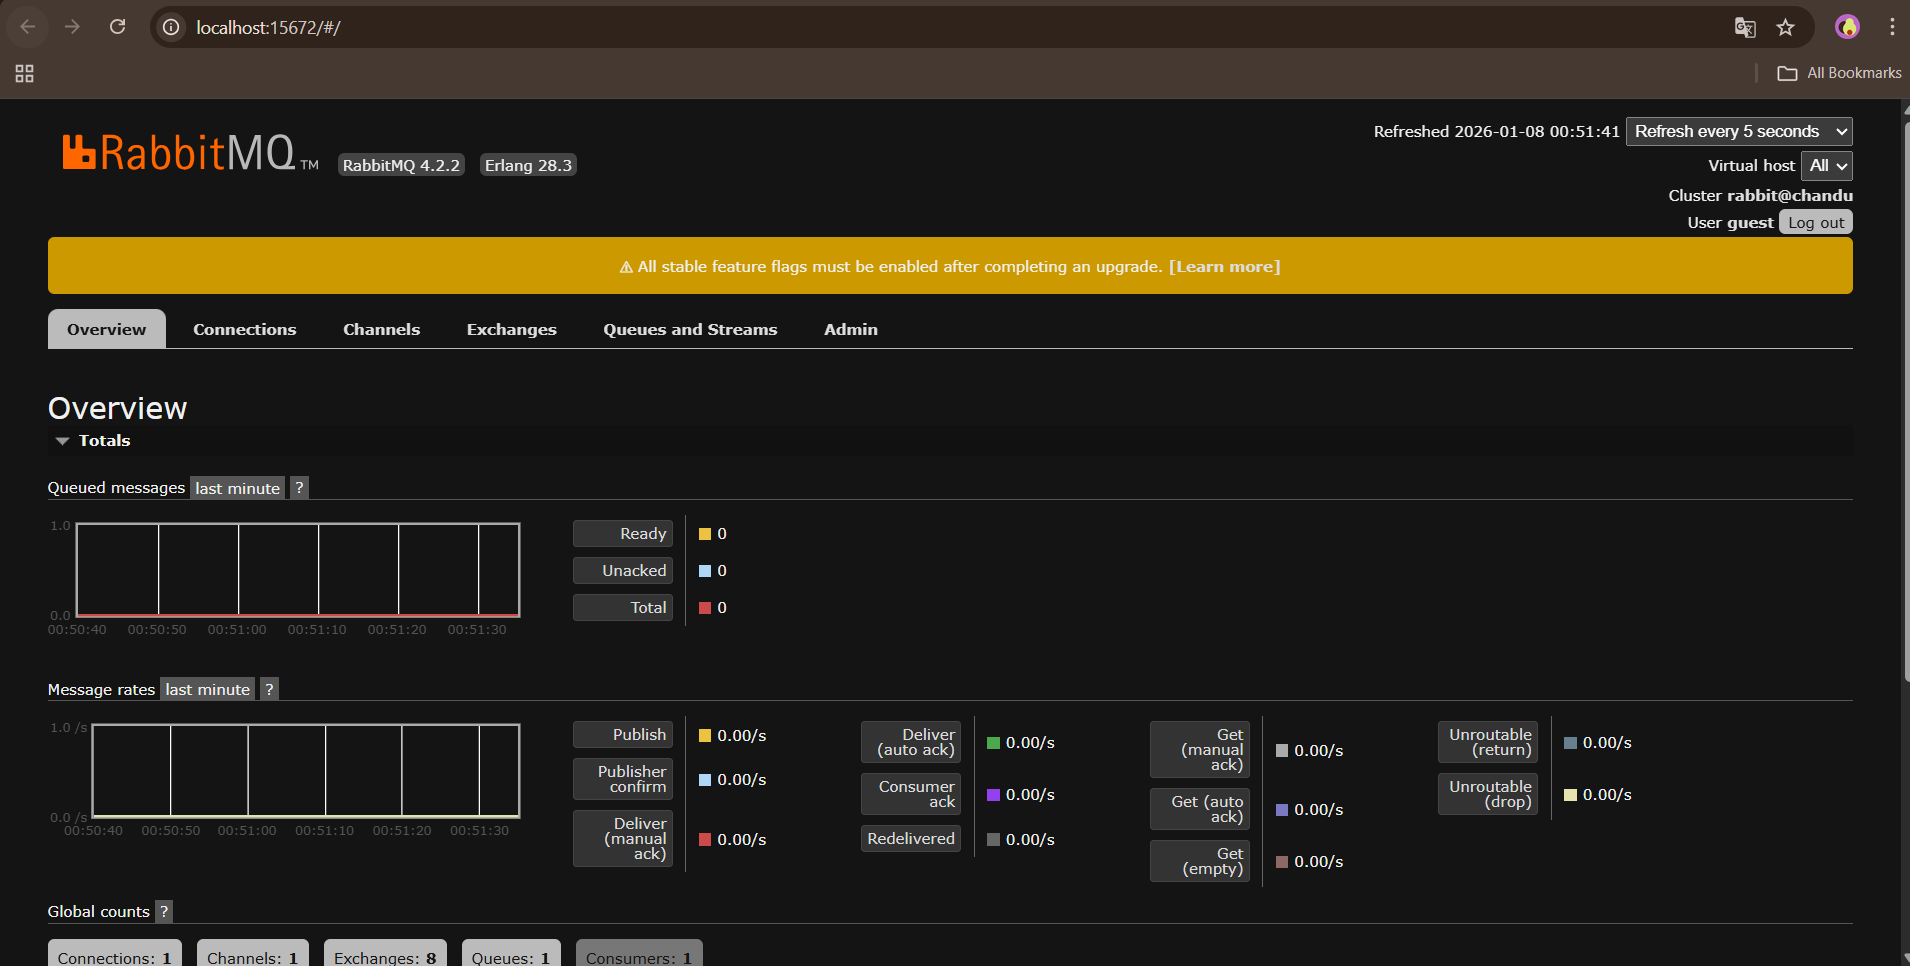 localhost:15672/#/
All Bookmarks
RabbitMQ TM
RabbitMQ 4.2.2
Erlang 28.3
Refreshed 2026-01-08 00:51:41
Refresh every 5 seconds
Virtual host
All
Cluster rabbit@chandu
User guest
Log out
⚠ All stable feature flags must be enabled after completing an upgrade. [Learn more]
Overview
Connections
Channels
Exchanges
Queues and Streams
Admin
Overview
Totals
Queued messages last minute ?
1.0
0.0
00:50:40 00:50:50 00:51:00 00:51:10 00:51:20 00:51:30
Ready 0
Unacked 0
Total 0
Message rates last minute ?
1.0 /s
0.0 /s
00:50:40 00:50:50 00:51:00 00:51:10 00:51:20 00:51:30
Publish 0.00/s
Publisher
confirm 0.00/s
Deliver
(manual
ack) 0.00/s
Deliver
(auto ack) 0.00/s
Consumer
ack 0.00/s
Redelivered 0.00/s
Get
(manual
ack) 0.00/s
Get (auto
ack) 0.00/s
Get
(empty) 0.00/s
Unroutable
(return) 0.00/s
Unroutable
(drop) 0.00/s
Global counts ?
Connections: 1
Channels: 1
Exchanges: 8
Queues: 1
Consumers: 1